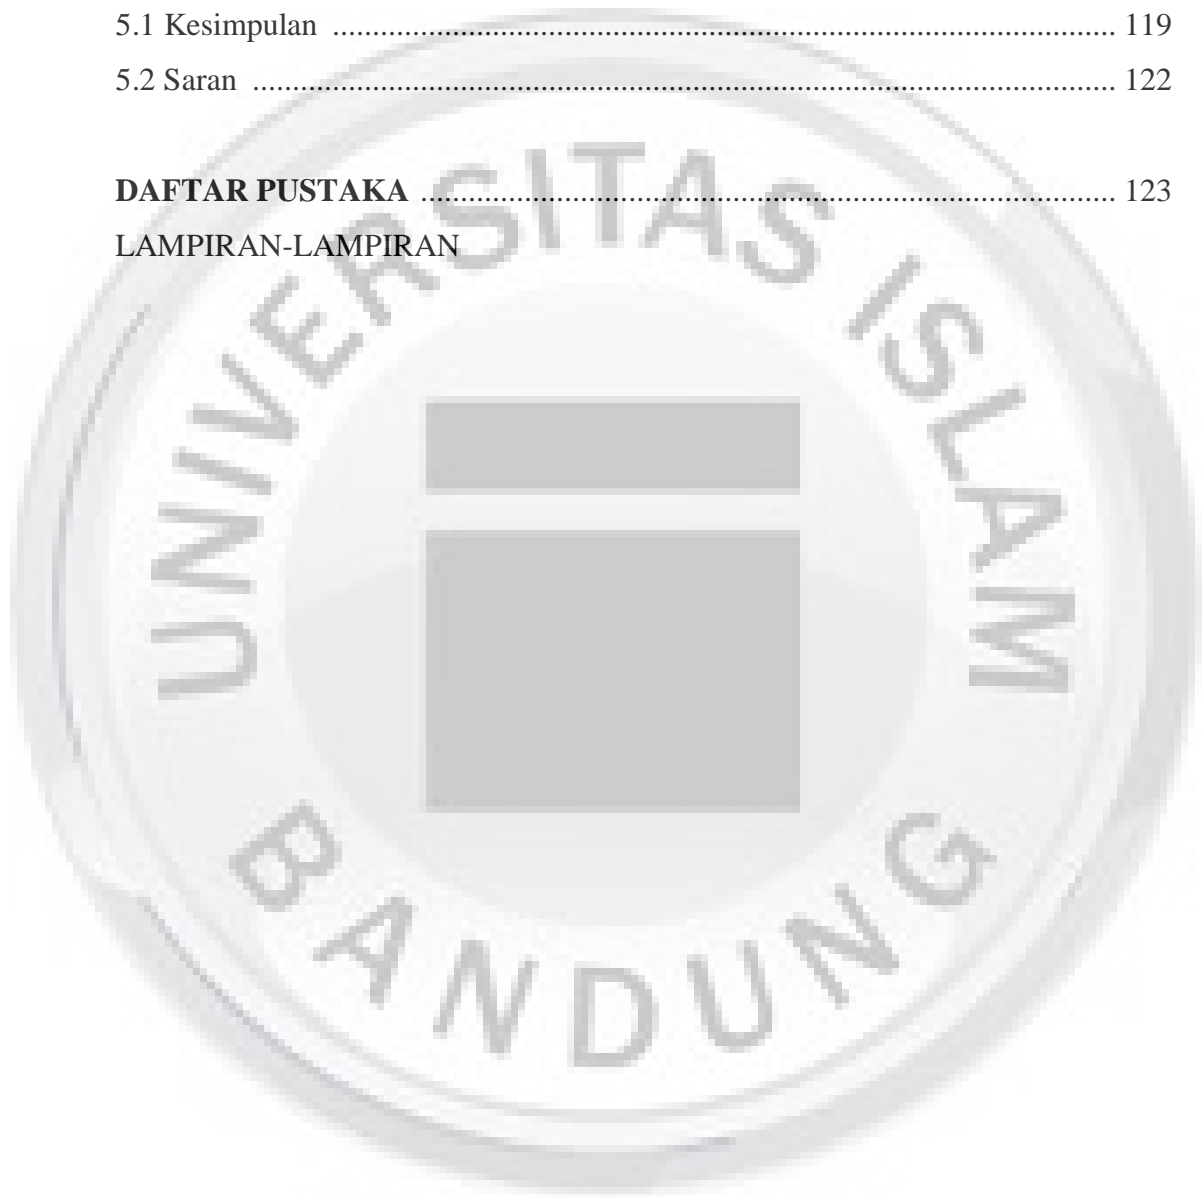 5.1 Kesimpulan ................................................................................................ 119
5.2 Saran .......................................................................................................... 122
DAFTAR PUSTAKA ..................................................................................... 123
LAMPIRAN-LAMPIRAN
UNIVERSITAS ISLAM
BANDUNG